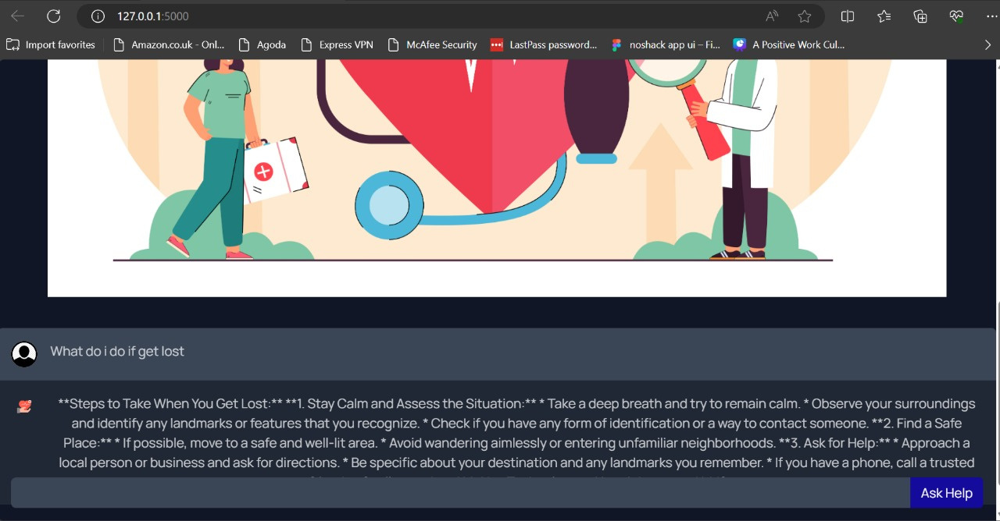 127.0.0.1:5000
Import favorites
Amazon.co.uk - Onl...
Agoda
Express VPN
McAfee Security
LastPass password...
noshack app ui – Fi...
A Positive Work Cul...
What do i do if get lost
**Steps to Take When You Get Lost:** **1. Stay Calm and Assess the Situation:** * Take a deep breath and try to remain calm. * Observe your surroundings
and identify any landmarks or features that you recognize. * Check if you have any form of identification or a way to contact someone. **2. Find a Safe
Place:** * If possible, move to a safe and well-lit area. * Avoid wandering aimlessly or entering unfamiliar neighborhoods. **3. Ask for Help:** * Approach a
local person or business and ask for directions. * Be specific about your destination and any landmarks you remember. * If you have a phone, call a trusted
Ask Help